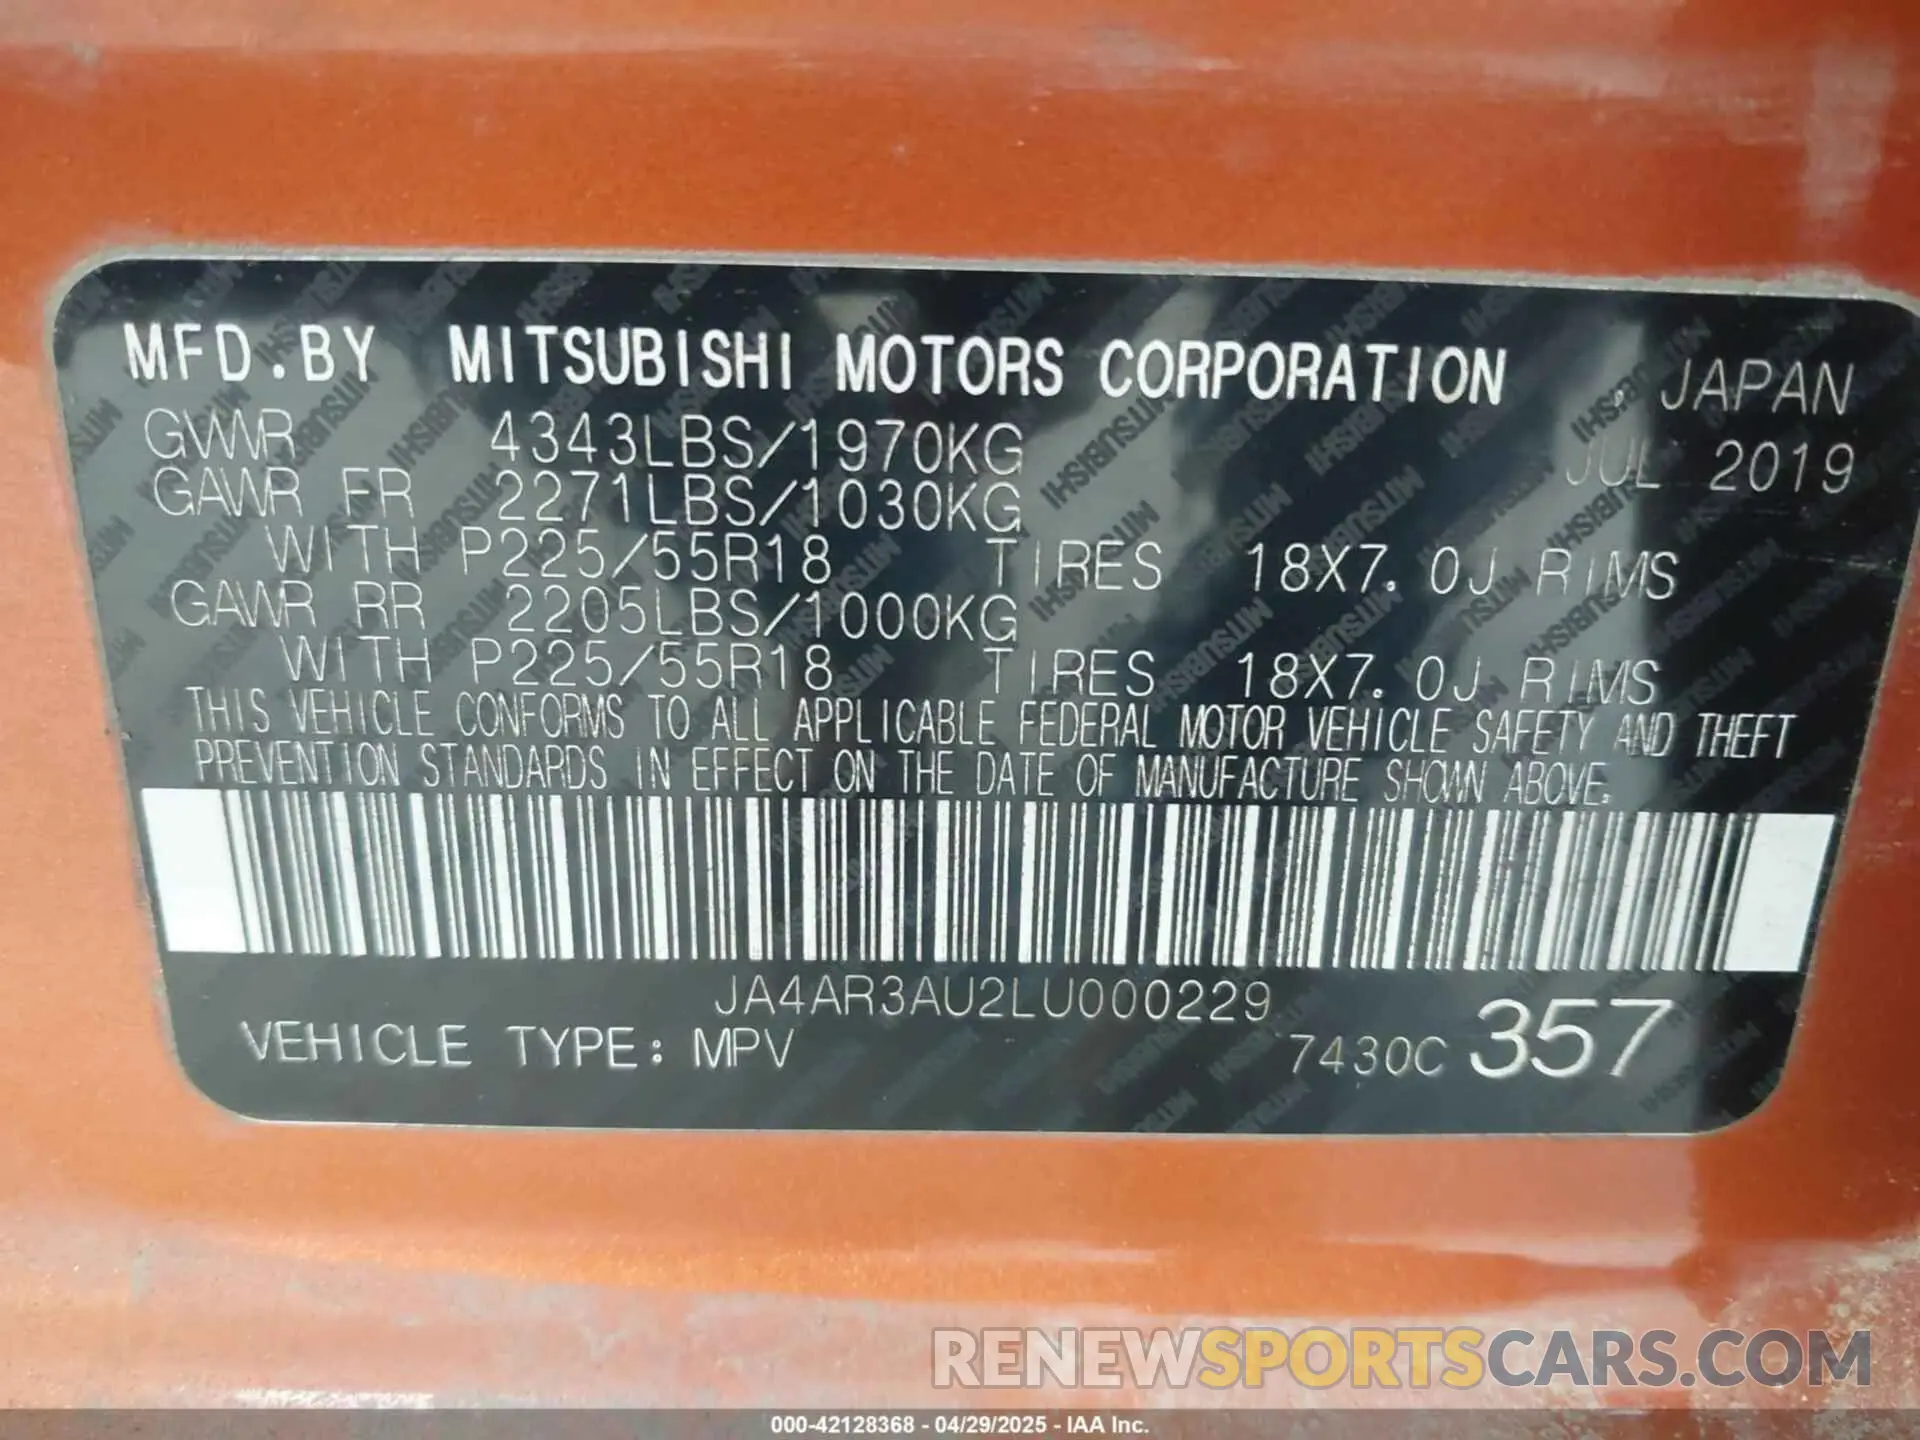 MFD.BY MITSUBISHI MOTORS CORPORATION JAPAN
GVWR 4343LBS/1970KG JUL 2019
GAWR FR 2271LBS/1030KG
WITH P225/55R18 TIRES 18X7.0J RIMS
GAWR RR 2205LBS/1000KG
WITH P225/55R18 TIRES 18X7.0J RIMS
THIS VEHICLE CONFORMS TO ALL APPLICABLE FEDERAL MOTOR VEHICLE SAFETY AND THEFT
PREVENTION STANDARDS IN EFFECT ON THE DATE OF MANUFACTURE SHOWN ABOVE.
JA4AR3AU2LU000229
VEHICLE TYPE: MPV 7430C 357
RENEWSPORTSCARS.COM
000-42128368 - 04/29/2025 - IAA Inc.